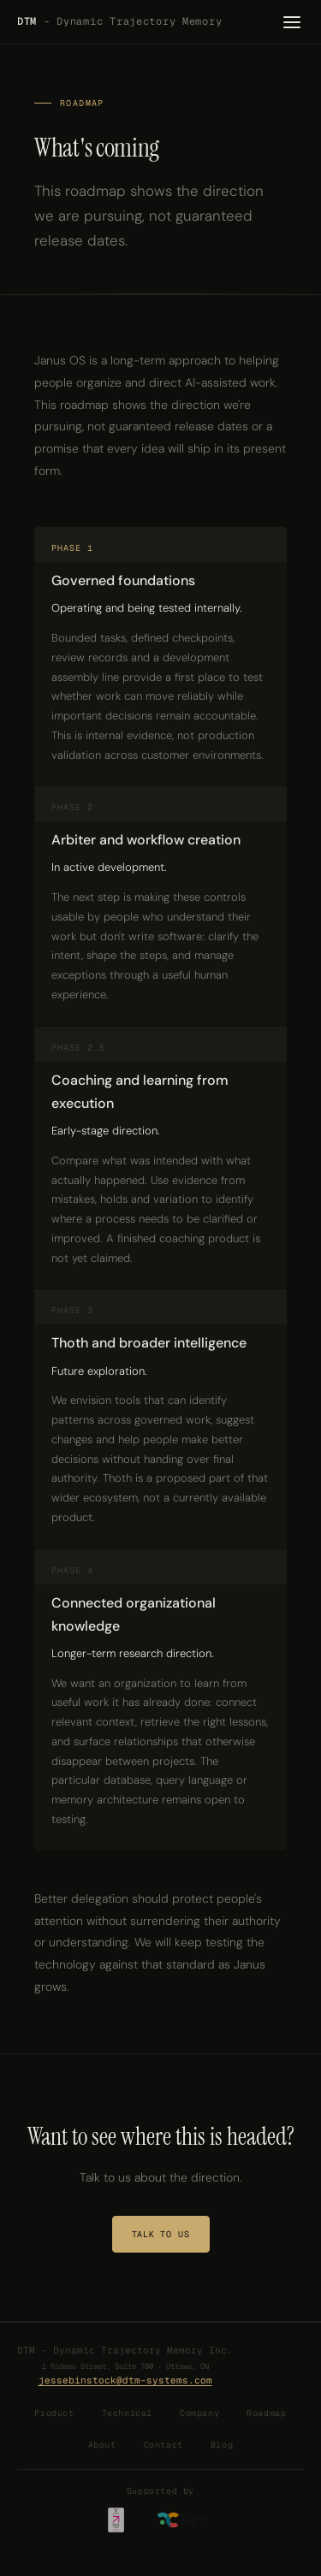 DTM - Dynamic Trajectory Memory
ROADMAP
What's coming
This roadmap shows the direction
we are pursuing, not guaranteed
release dates.
Janus OS is a long-term approach to helping
people organize and direct AI-assisted work.
This roadmap shows the direction we're
pursuing, not guaranteed release dates or a
promise that every idea will ship in its present
form.
PHASE 1
Governed foundations
Operating and being tested internally.
Bounded tasks, defined checkpoints,
review records and a development
assembly line provide a first place to test
whether work can move reliably while
important decisions remain accountable.
This is internal evidence, not production
validation across customer environments.
PHASE 2
Arbiter and workflow creation
In active development.
The next step is making these controls
usable by people who understand their
work but don't write software: clarify the
intent, shape the steps, and manage
exceptions through a useful human
experience.
PHASE 2.5
Coaching and learning from
execution
Early-stage direction.
Compare what was intended with what
actually happened. Use evidence from
mistakes, holds and variation to identify
where a process needs to be clarified or
improved. A finished coaching product is
not yet claimed.
PHASE 3
Thoth and broader intelligence
Future exploration.
We envision tools that can identify
patterns across governed work, suggest
changes and help people make better
decisions without handing over final
authority. Thoth is a proposed part of that
wider ecosystem, not a currently available
product.
PHASE 4
Connected organizational
knowledge
Longer-term research direction.
We want an organization to learn from
useful work it has already done: connect
relevant context, retrieve the right lessons,
and surface relationships that otherwise
disappear between projects. The
particular database, query language or
memory architecture remains open to
testing.
Better delegation should protect people's
attention without surrendering their authority
or understanding. We will keep testing the
technology against that standard as Janus
grows.
Want to see where this is headed?
Talk to us about the direction.
TALK TO US
DTM - Dynamic Trajectory Memory Inc.
1 Rideau Street, Suite 700 · Ottawa, ON
jessebinstock@dtm-systems.com
Product Technical Company Roadmap
About Contact Blog
Supported by